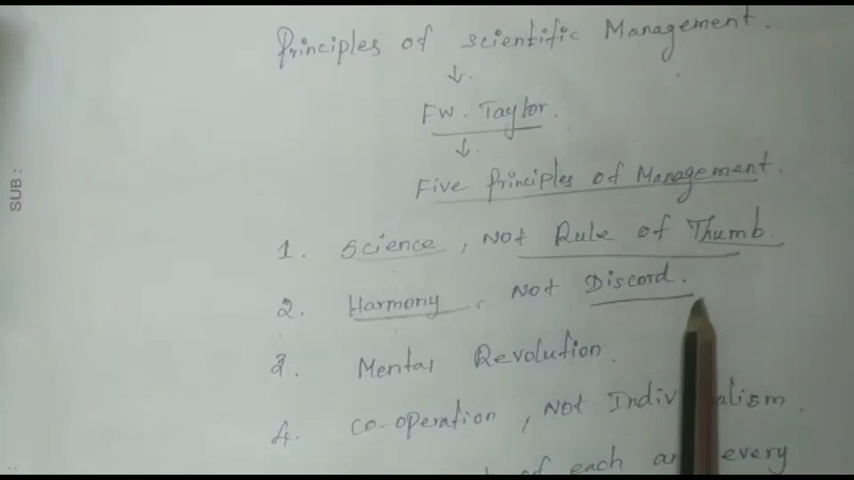 SUB:
Principles of scientific Management.
FW. Taylor.
Five Principles of Management.
1. Science, Not Rule of Thumb.
2. Harmony, Not Discord.
3. Mental Revolution.
4. Co-operation, Not
of each every